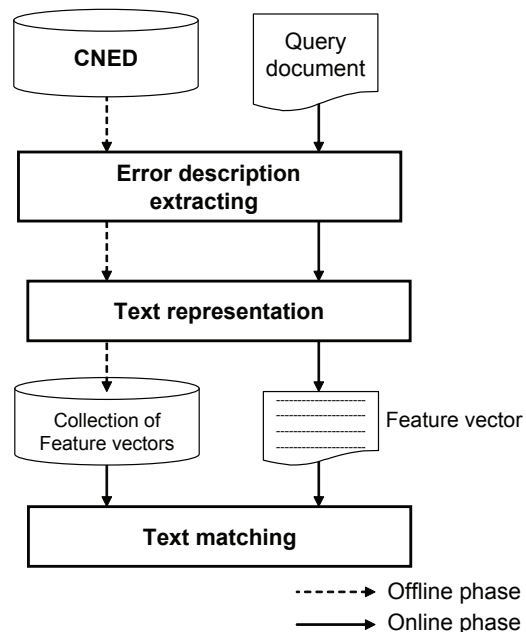 CNED
Query
document
Error description
extracting
Text representation
Collection of
Feature vectors
Feature vector
Text matching
Offline phase
Online phase